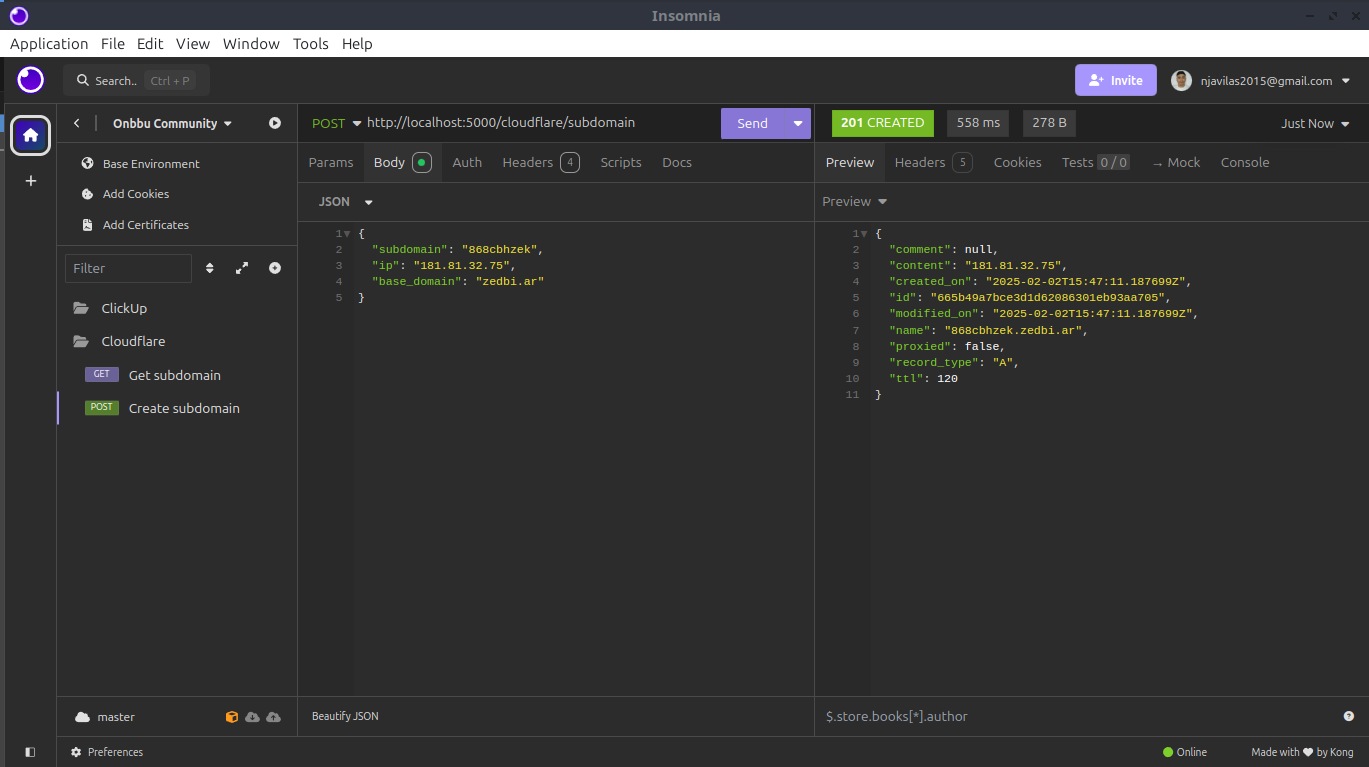 Insomnia
Application File Edit View Window Tools Help
Search.. Ctrl + P
Invite
njavilas2015@gmail.com
Onbbu Community
Base Environment
Add Cookies
Add Certificates
Filter
ClickUp
Cloudflare
GET Get subdomain
POST Create subdomain
master
POST http://localhost:5000/cloudflare/subdomain Send
Params Body Auth Headers 4 Scripts Docs
JSON
1 {
2 "subdomain": "868cbhzek",
3 "ip": "181.81.32.75",
4 "base_domain": "zedbi.ar"
5 }
Beautify JSON
201 CREATED 558 ms 278 B Just Now
Preview Headers 5 Cookies Tests 0 / 0 → Mock Console
Preview
1 {
2 "comment": null,
3 "content": "181.81.32.75",
4 "created_on": "2025-02-02T15:47:11.187699Z",
5 "id": "665b49a7bce3d1d62086301eb93aa705",
6 "modified_on": "2025-02-02T15:47:11.187699Z",
7 "name": "868cbhzek.zedbi.ar",
8 "proxied": false,
9 "record_type": "A",
10 "ttl": 120
11 }
$.store.books[*].author
Preferences
Online
Made with ♥ by Kong